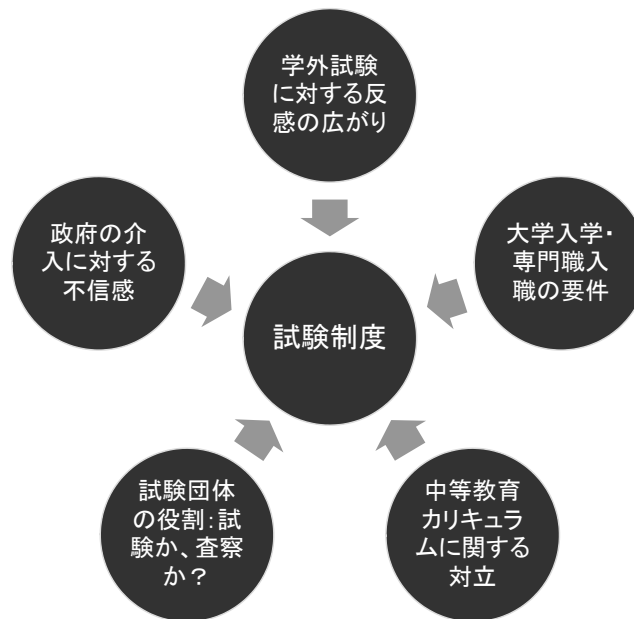 学外試験
に対する反
感の広がり
政府の介
入に対する
不信感
大学入学・
専門職入
職の要件
試験制度
試験団体
の役割：試
験か、査察
か？
中等教育
カリキュラ
ムに関する
対立